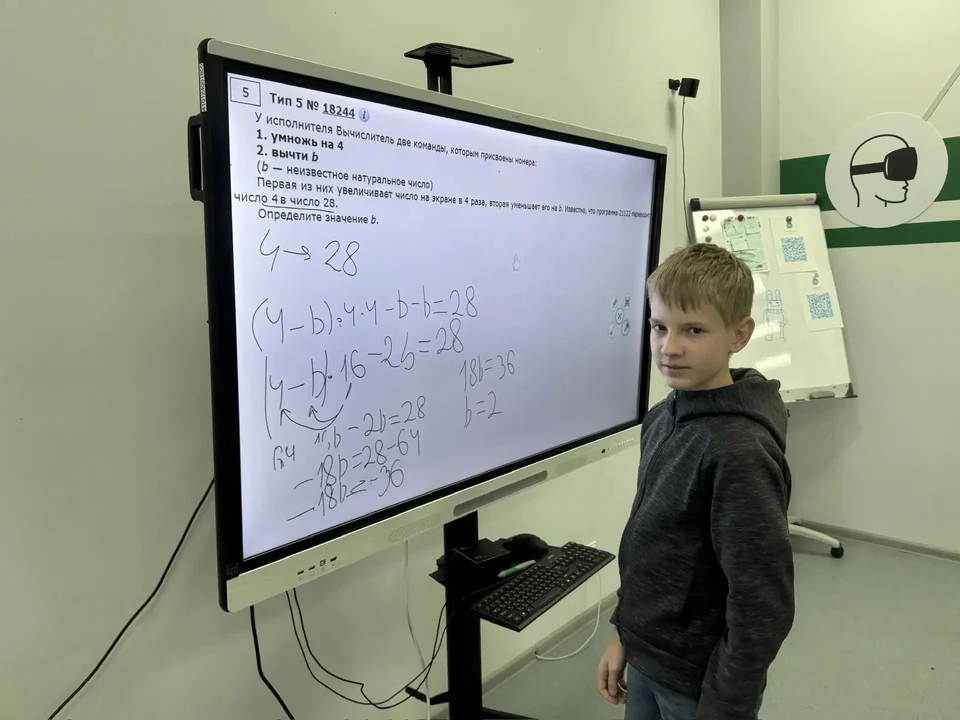 5
Тип 5 № 18244 i
У исполнителя Вычислитель две команды, которым присвоены номера:
1. умножь на 4
2. вычти b
(b — неизвестное натуральное число)
Первая из них увеличивает число на экране в 4 раза, вторая уменьшает его на b. Известно, что программа 21122 переводит
число 4 в число 28.
Определите значение b.
4 → 28
(4-b)·4·4-b-b=28
(4-b)·16-2b=28
64 16b-2b=28
-18b=28-64
-18b=-36
18b=36
b=2